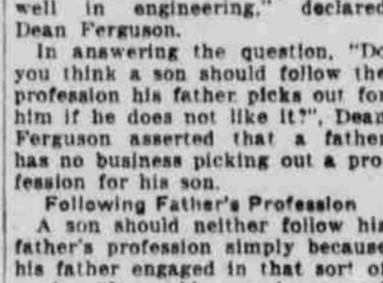 well in engineering," declared
Dean Ferguson.
In answering the question, "Do
you think a son should follow the
profession his father picks out for
him if he does not like it?", Dean
Ferguson asserted that a father
has no business picking out a pro
fession for his son.
Following Father's Profession
A son should neither follow his
father's profession simply because
his father engaged in that sort of